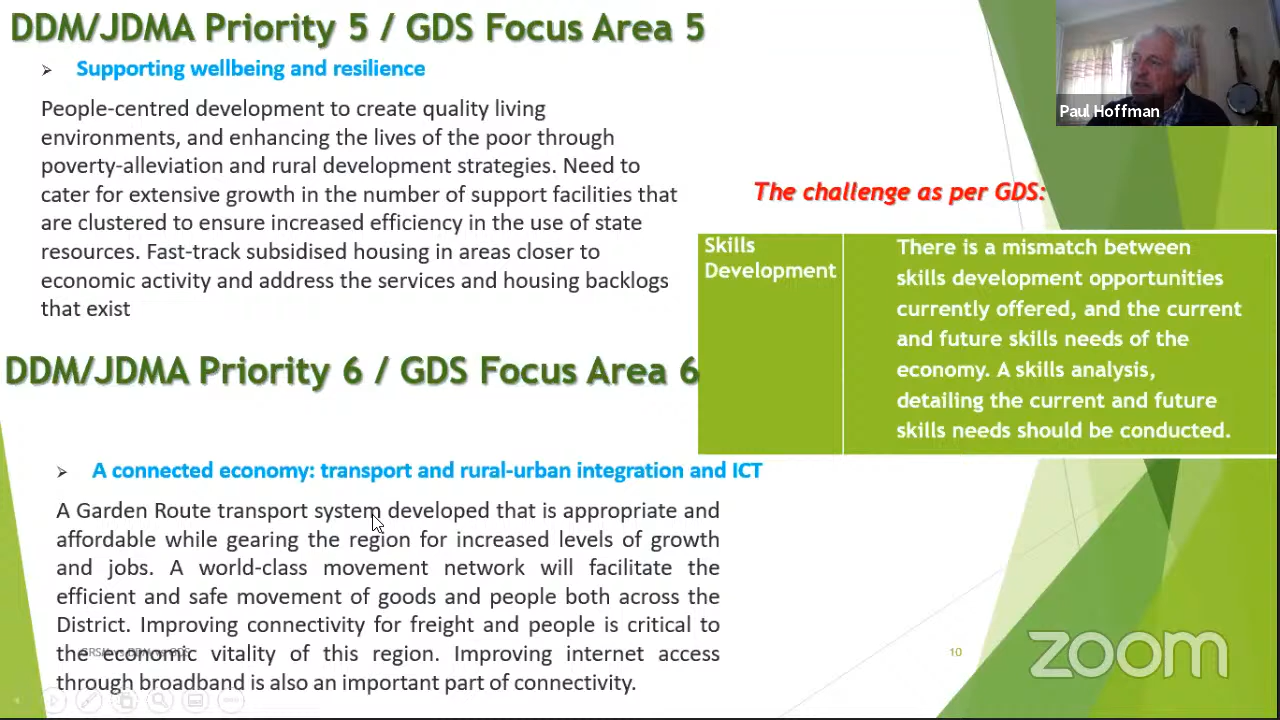 DDM/JDMA Priority 5 / GDS Focus Area 5
Supporting wellbeing and resilience
People-centred development to create quality living
environments, and enhancing the lives of the poor through
poverty-alleviation and rural development strategies. Need to
cater for extensive growth in the number of support facilities that
are clustered to ensure increased efficiency in the use of state
resources. Fast-track subsidised housing in areas closer to
economic activity and address the services and housing backlogs
that exist
DDM/JDMA Priority 6 / GDS Focus Area 6
A connected economy: transport and rural-urban integration and ICT
A Garden Route transport system developed that is appropriate and
affordable while gearing the region for increased levels of growth
and jobs. A world-class movement network will facilitate the
efficient and safe movement of goods and people both across the
District. Improving connectivity for freight and people is critical to
the economic vitality of this region. Improving internet access
through broadband is also an important part of connectivity.
Paul Hoffman
The challenge as per GDS:
Skills
Development
There is a mismatch between
skills development opportunities
currently offered, and the current
and future skills needs of the
economy. A skills analysis,
detailing the current and future
skills needs should be conducted.
10
zoom